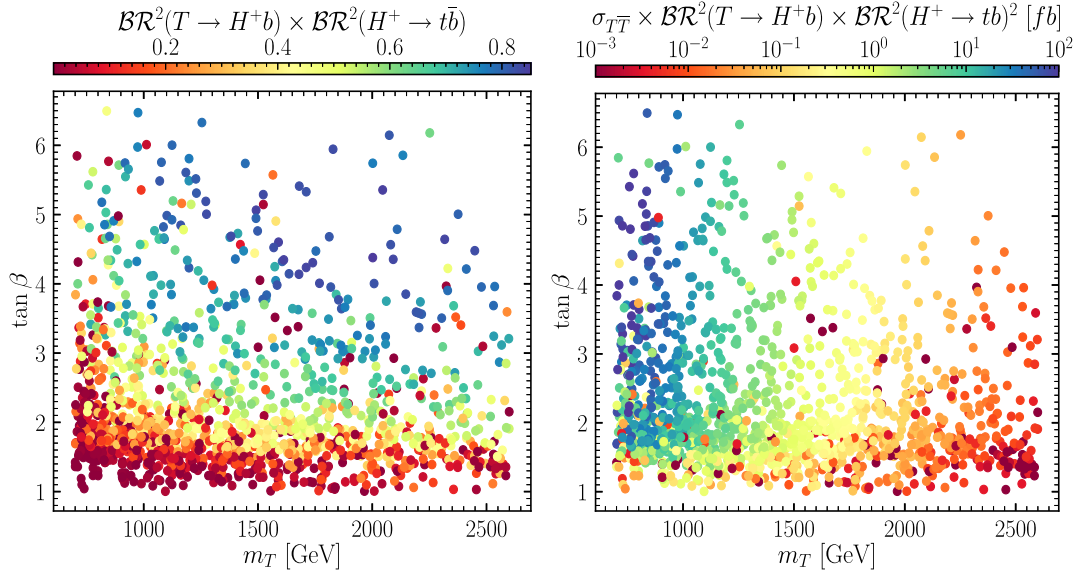 𝓑𝓡²(T → H⁺b) × 𝓑𝓡²(H⁺ → tb̄)
0.2 0.4 0.6 0.8
6
5
4
3
2
1
tan β
1000 1500 2000 2500
m_T [GeV]
σ_{TT̅} × 𝓑𝓡²(T → H⁺b) × 𝓑𝓡²(H⁺ → tb)² [fb]
10⁻³ 10⁻² 10⁻¹ 10⁰ 10¹ 10²
6
5
4
3
2
1
tan β
1000 1500 2000 2500
m_T [GeV]